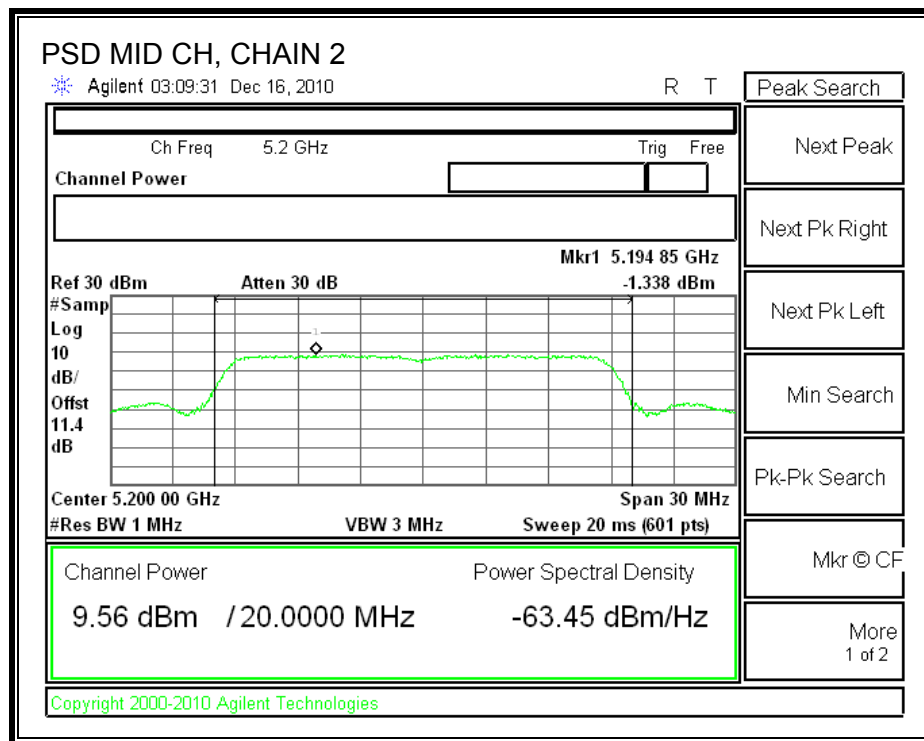 PSD MID CH, CHAIN 2
Agilent 03:09:31 Dec 16, 2010 R T
Peak Search
Ch Freq 5.2 GHz Trig Free
Next Peak
Channel Power
Next Pk Right
Mkr1 5.194 85 GHz
Ref 30 dBm Atten 30 dB -1.338 dBm
#Samp
Log
10
dB/
Offst
11.4
dB
1
Next Pk Left
Min Search
Pk-Pk Search
Center 5.200 00 GHz Span 30 MHz
#Res BW 1 MHz VBW 3 MHz Sweep 20 ms (601 pts)
Channel Power Power Spectral Density
Mkr © CF
9.56 dBm / 20.0000 MHz -63.45 dBm/Hz
More
1 of 2
Copyright 2000-2010 Agilent Technologies